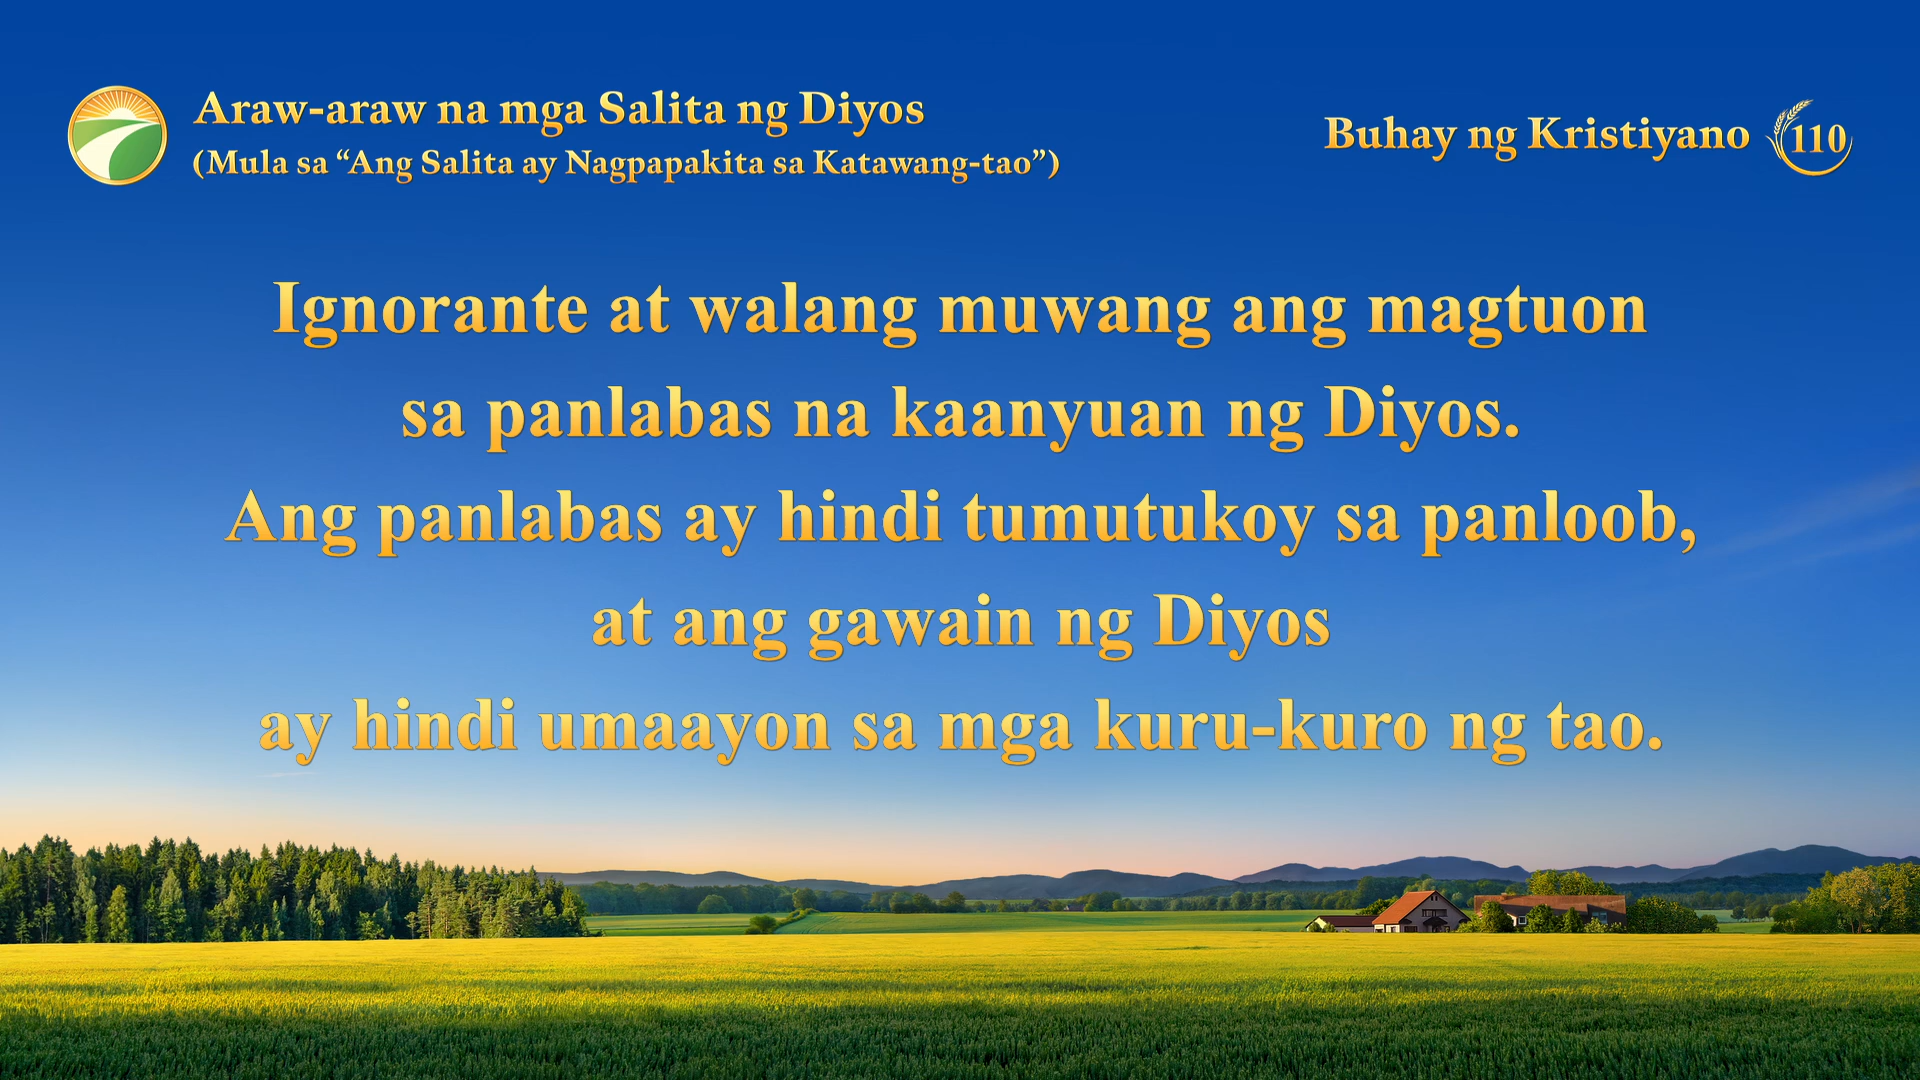 Araw-araw na mga Salita ng Diyos
(Mula sa “Ang Salita ay Nagpapakita sa Katawang-tao”)
Buhay ng Kristiyano 110
Ignorante at walang muwang ang magtuon
sa panlabas na kaanyuan ng Diyos.
Ang panlabas ay hindi tumutukoy sa panloob,
at ang gawain ng Diyos
ay hindi umaayon sa mga kuru-kuro ng tao.